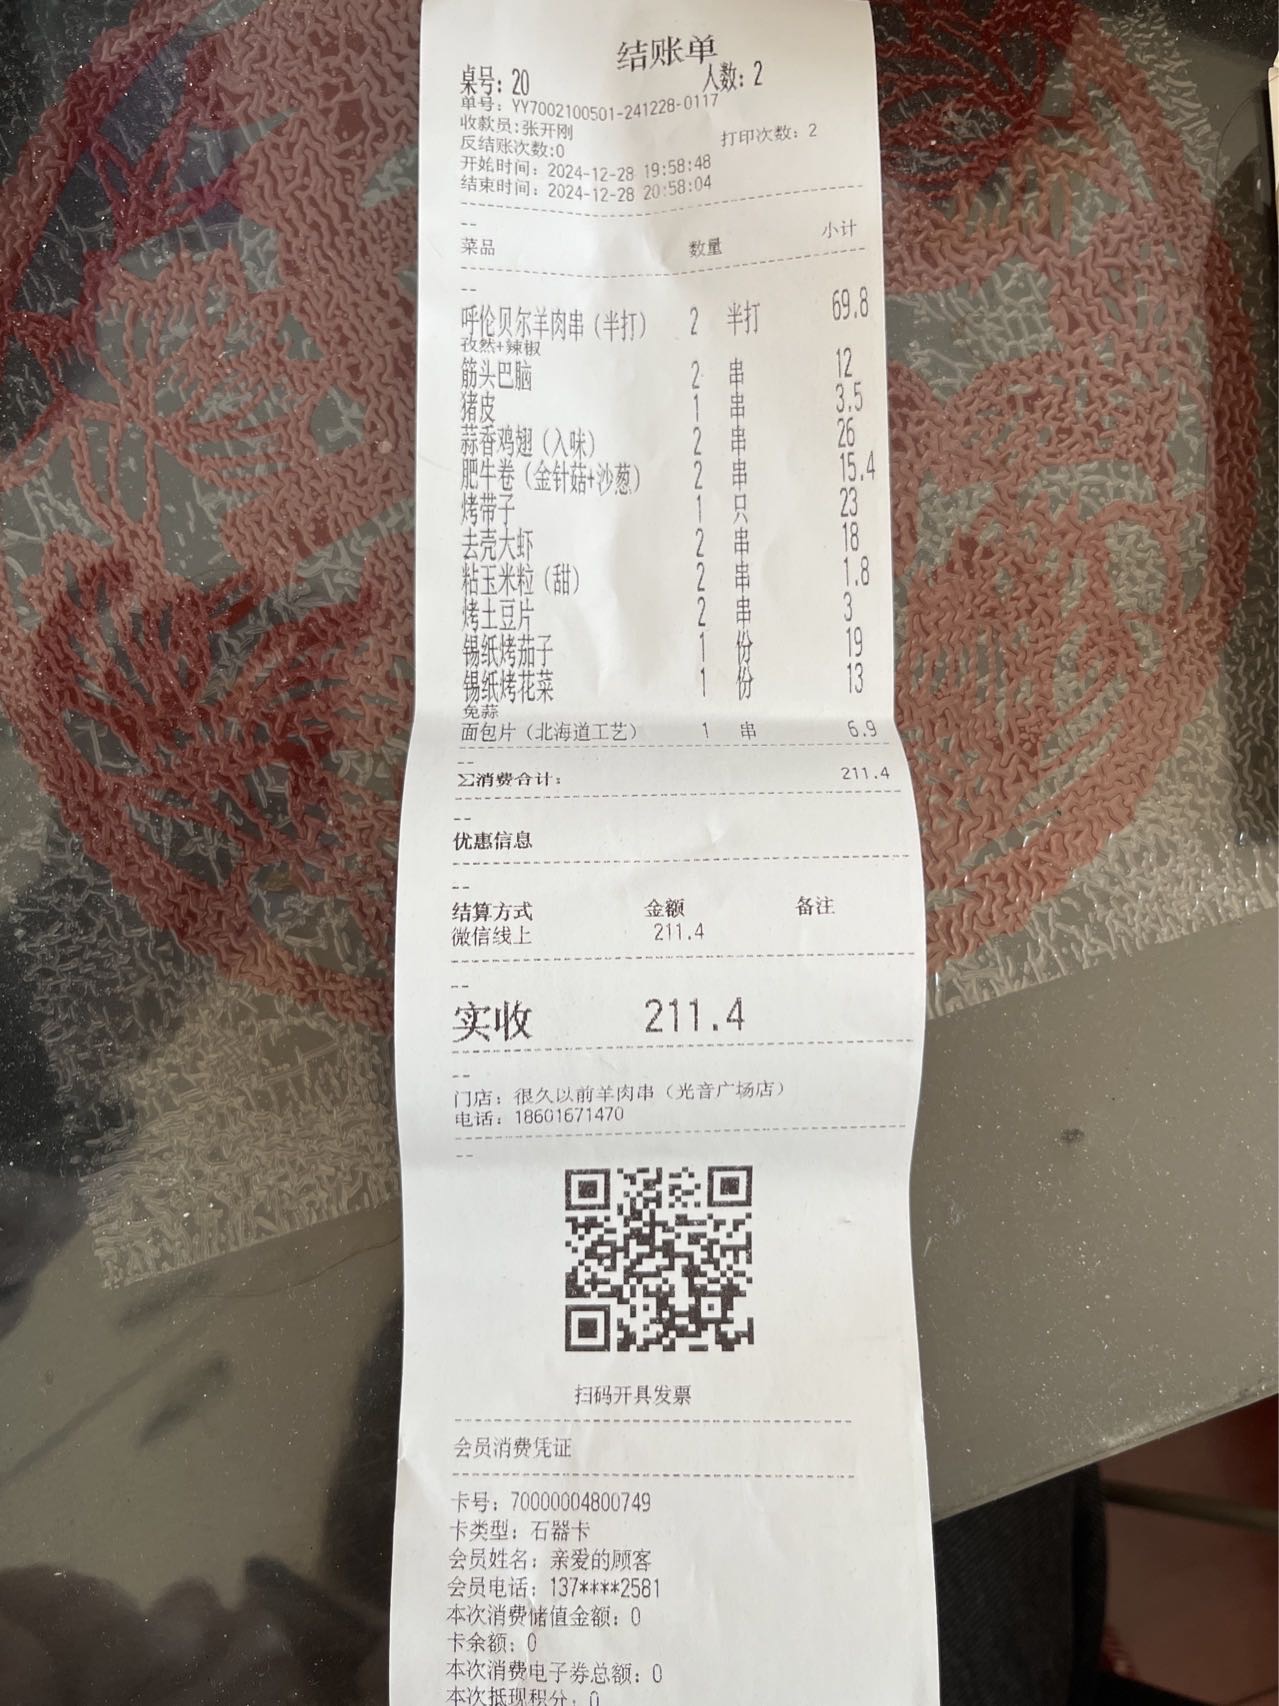 结账单
桌号: 20 人数: 2
单号: YY7002100501-241228-0117
收款员:张开刚 打印次数: 2
反结账次数:0
开始时间: 2024-12-28 19:58:48
结束时间: 2024-12-28 20:58:04
--
菜品 数量 小计
--
呼伦贝尔羊肉串（半打） 2 半打 69.8
孜然+辣椒
筋头巴脑 2 串 12
猪皮 1 串 3.5
蒜香鸡翅（入味） 2 串 26
肥牛卷（金针菇+沙葱） 2 串 15.4
烤带子 1 只 23
去壳大虾 2 串 18
粘玉米粒（甜） 2 串 1.8
烤土豆片 2 串 3
锡纸烤茄子 1 份 19
锡纸烤花菜 1 份 13
免蒜
面包片（北海道工艺） 1 串 6.9
--
∑消费合计: 211.4
--
优惠信息
--
结算方式 金额 备注
微信线上 211.4
--
实收 211.4
--
门店: 很久以前羊肉串（光音广场店）
电话: 18601671470
--
扫码开具发票
会员消费凭证
卡号: 70000004800749
卡类型: 石器卡
会员姓名: 亲爱的顾客
会员电话: 137****2581
本次消费储值金额: 0
卡余额: 0
本次消费电子券总额: 0
本次抵现积分: 0